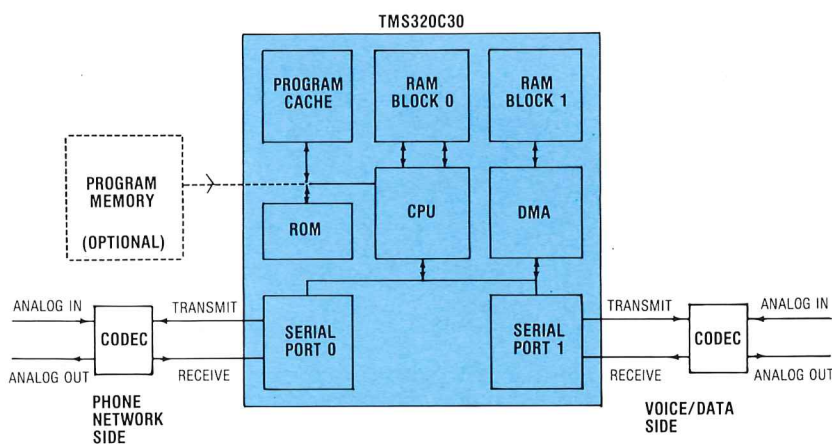 TMS320C30
PROGRAM
CACHE
RAM
BLOCK 0
RAM
BLOCK 1
PROGRAM
MEMORY
(OPTIONAL)
ROM
CPU
DMA
ANALOG IN
CODEC
ANALOG OUT
TRANSMIT
RECEIVE
SERIAL
PORT 0
SERIAL
PORT 1
TRANSMIT
RECEIVE
CODEC
ANALOG IN
ANALOG OUT
PHONE
NETWORK
SIDE
VOICE/DATA
SIDE